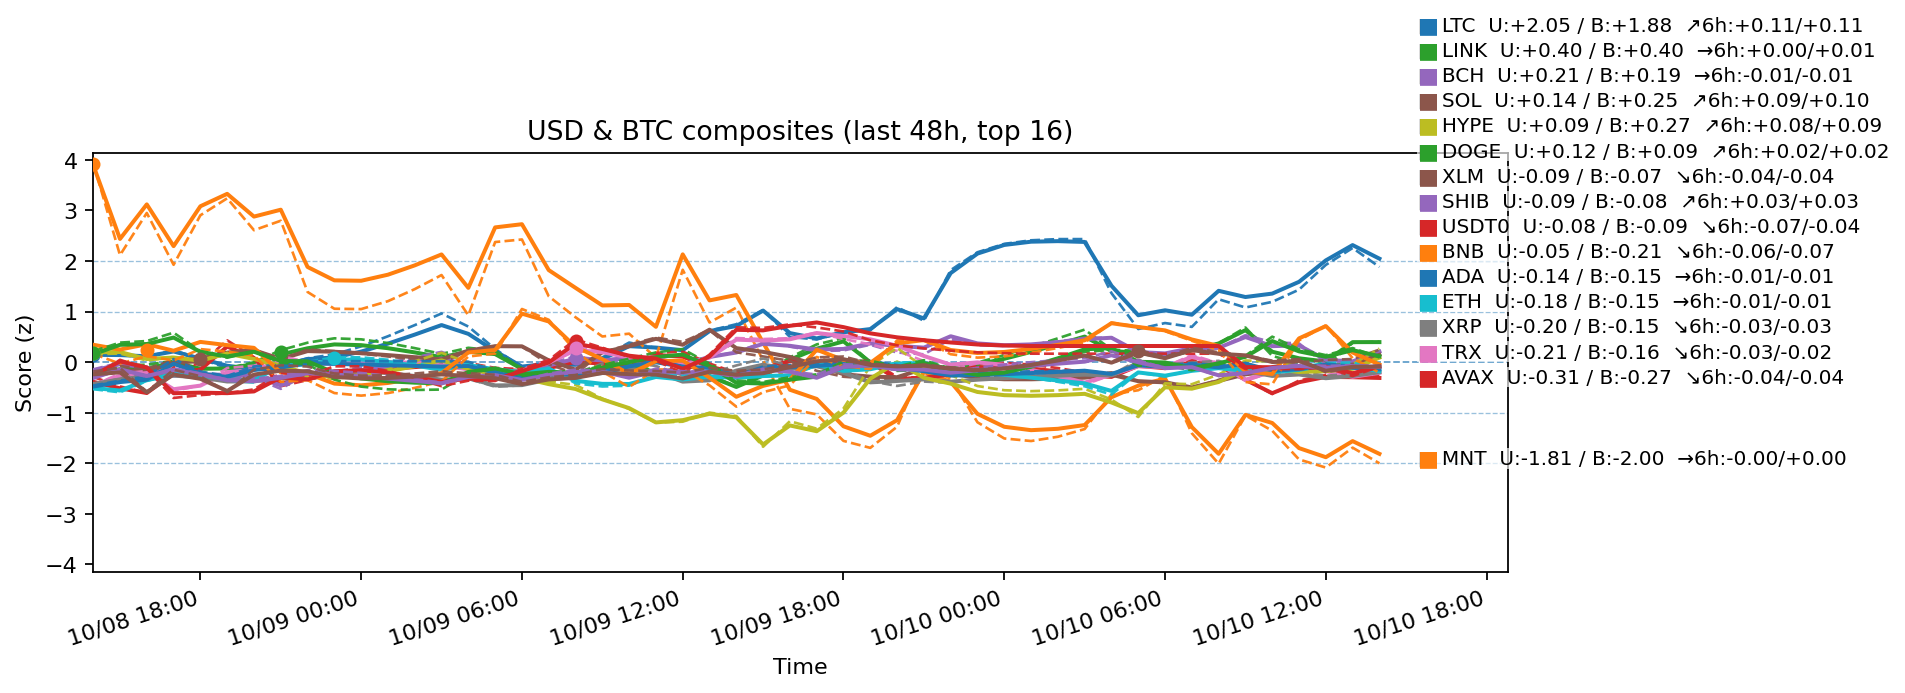 LTC  U:+2.05 / B:+1.88  ↗6h:+0.11/+0.11
LINK  U:+0.40 / B:+0.40  →6h:+0.00/+0.01
BCH  U:+0.21 / B:+0.19  →6h:-0.01/-0.01
SOL  U:+0.14 / B:+0.25  ↗6h:+0.09/+0.10
HYPE  U:+0.09 / B:+0.27  ↗6h:+0.08/+0.09
DOGE  U:+0.12 / B:+0.09  ↗6h:+0.02/+0.02
XLM  U:-0.09 / B:-0.07  ↘6h:-0.04/-0.04
SHIB  U:-0.09 / B:-0.08  ↗6h:+0.03/+0.03
USDT0  U:-0.08 / B:-0.09  ↘6h:-0.07/-0.04
BNB  U:-0.05 / B:-0.21  ↘6h:-0.06/-0.07
ADA  U:-0.14 / B:-0.15  →6h:-0.01/-0.01
ETH  U:-0.18 / B:-0.15  →6h:-0.01/-0.01
XRP  U:-0.20 / B:-0.15  ↘6h:-0.03/-0.03
TRX  U:-0.21 / B:-0.16  ↘6h:-0.03/-0.02
AVAX  U:-0.31 / B:-0.27  ↘6h:-0.04/-0.04
MNT  U:-1.81 / B:-2.00  →6h:-0.00/+0.00
USD & BTC composites (last 48h, top 16)
Score (z)
4
3
2
1
0
−1
−2
−3
−4
10/08 18:00
10/09 00:00
10/09 06:00
10/09 12:00
10/09 18:00
10/10 00:00
10/10 06:00
10/10 12:00
10/10 18:00
Time